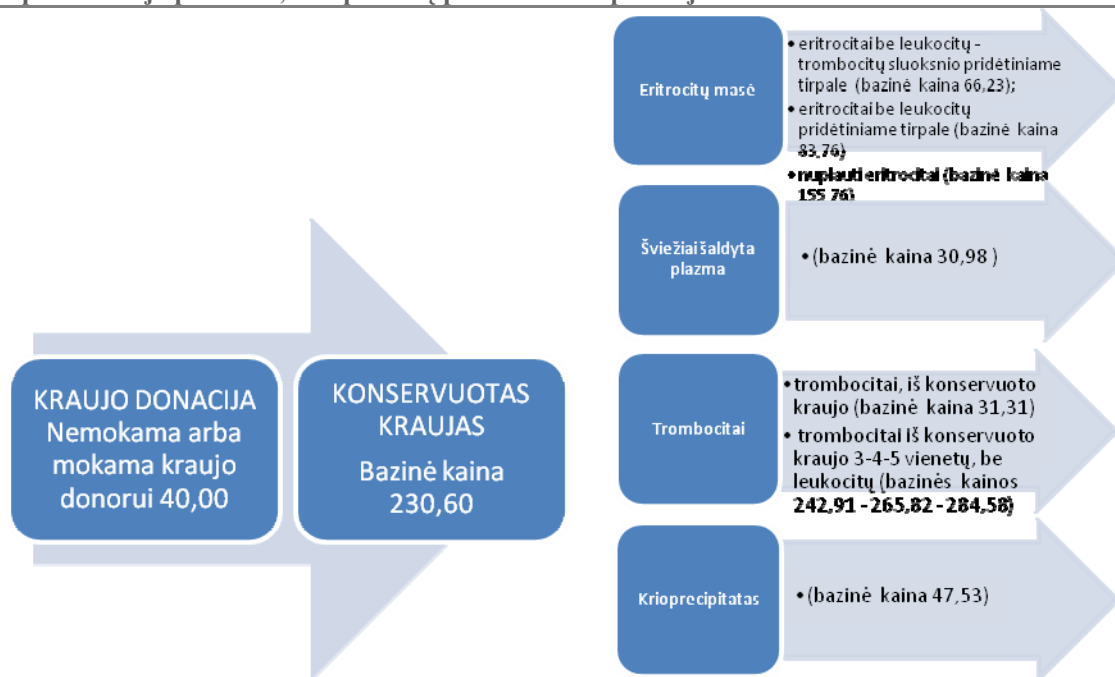 KRAUJO DONACIJA
Nemokama arba
mokama kraujo
donorui 40,00
KONSERVUOTAS
KRAUJAS
Bazinė kaina
230,60
Eritrocitų masė
• eritrocitai be leukocitų -
trombocitų sluoksnio pridėtiniame
tirpale (bazinė kaina 66,23);
• eritrocitai be leukocitų
pridėtiniame tirpale (bazinė kaina
83,76)
• nuplauti eritrocitai (bazinė kaina
155,76)
Šviežiai šaldyta
plazma
• (bazinė kaina 30,98 )
Trombocitai
• trombocitai, iš konservuoto
kraujo (bazinė kaina 31,31)
• trombocitai iš konservuoto
kraujo 3-4-5 vienetų, be
leukocitų (bazinės kainos
242,91 - 265,82 - 284,58)
Krioprecipitatas
• (bazinė kaina 47,53)